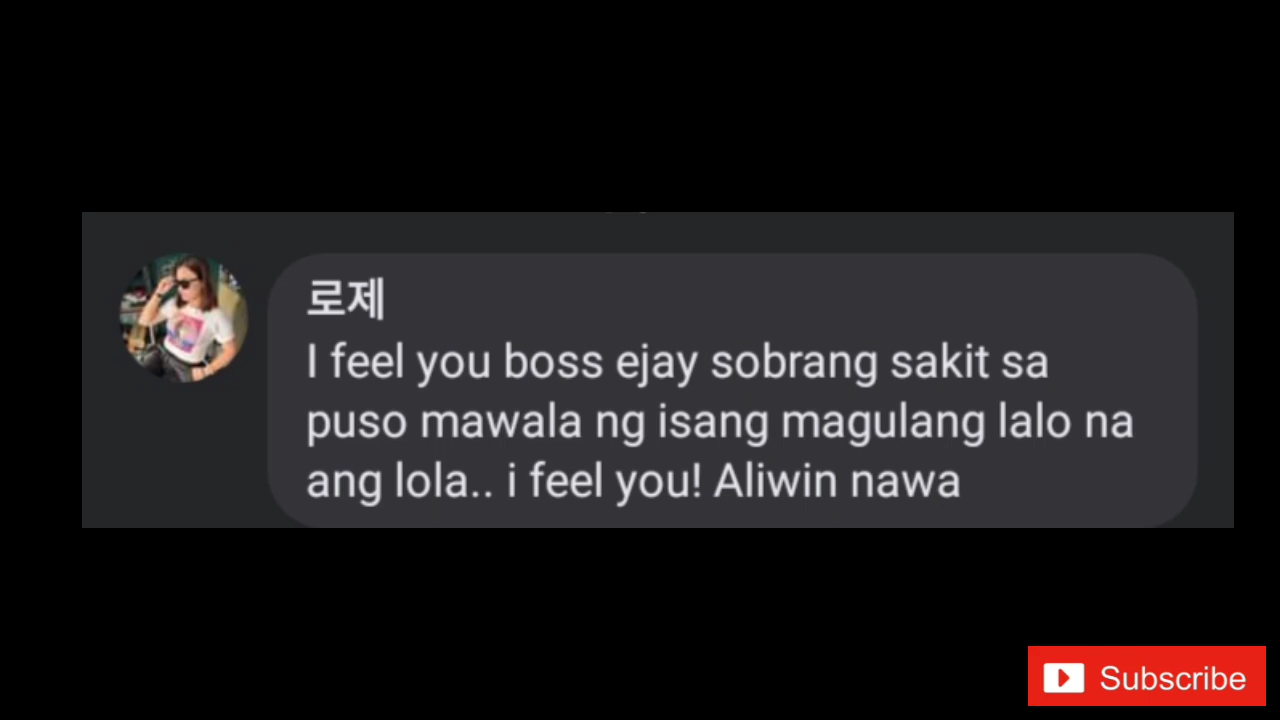 로제
I feel you boss ejay sobrang sakit sa
puso mawala ng isang magulang lalo na
ang lola.. i feel you! Aliwin nawa
Subscribe